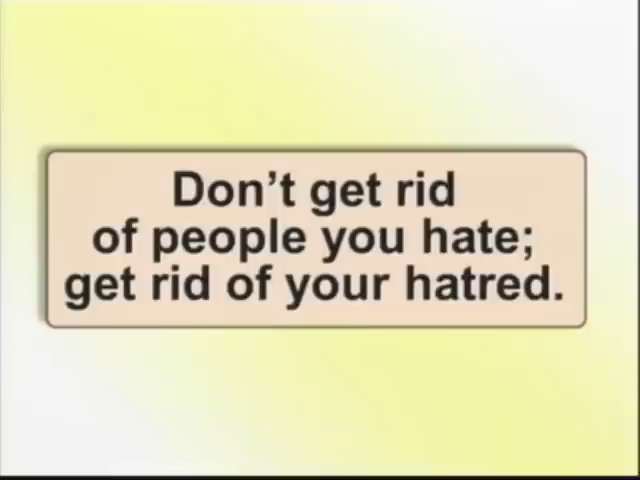 Don't get rid
of people you hate;
get rid of your hatred.